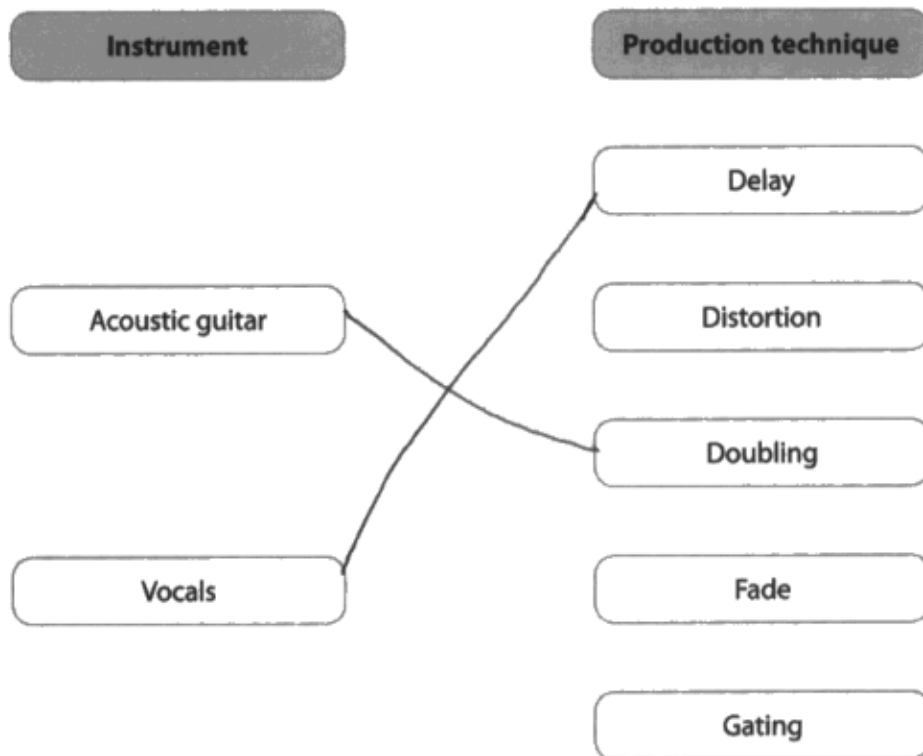 Instrument
Production technique
Delay
Acoustic guitar
Distortion
Doubling
Vocals
Fade
Gating